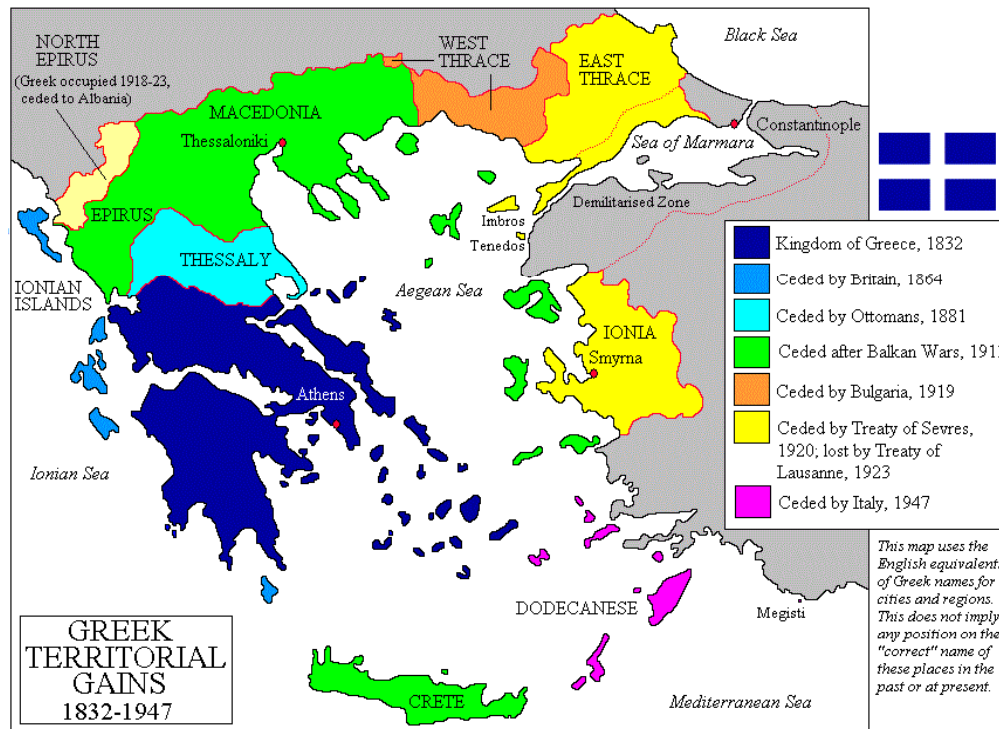 NORTH
EPIRUS
(Greek occupied 1918-23,
ceded to Albania)
WEST
THRACE
Black Sea
EAST
THRACE
MACEDONIA
Thessaloniki
Constantinople
Sea of Marmara
Demilitarised Zone
EPIRUS
Imbros
Tenedos
THESSALY
IONIAN
ISLANDS
Aegean Sea
IONIA
Smyrna
Athens
Ionian Sea
DODECANESE
Megisti
CRETE
Mediterranean Sea
Kingdom of Greece, 1832
Ceded by Britain, 1864
Ceded by Ottomans, 1881
Ceded after Balkan Wars, 191
Ceded by Bulgaria, 1919
Ceded by Treaty of Sevres,
1920; lost by Treaty of
Lausanne, 1923
Ceded by Italy, 1947
This map uses the
English equivalent
of Greek names for
cities and regions.
This does not imply
any position on the
"correct" name of
these places in the
past or at present.
GREEK
TERRITORIAL
GAINS
1832-1947